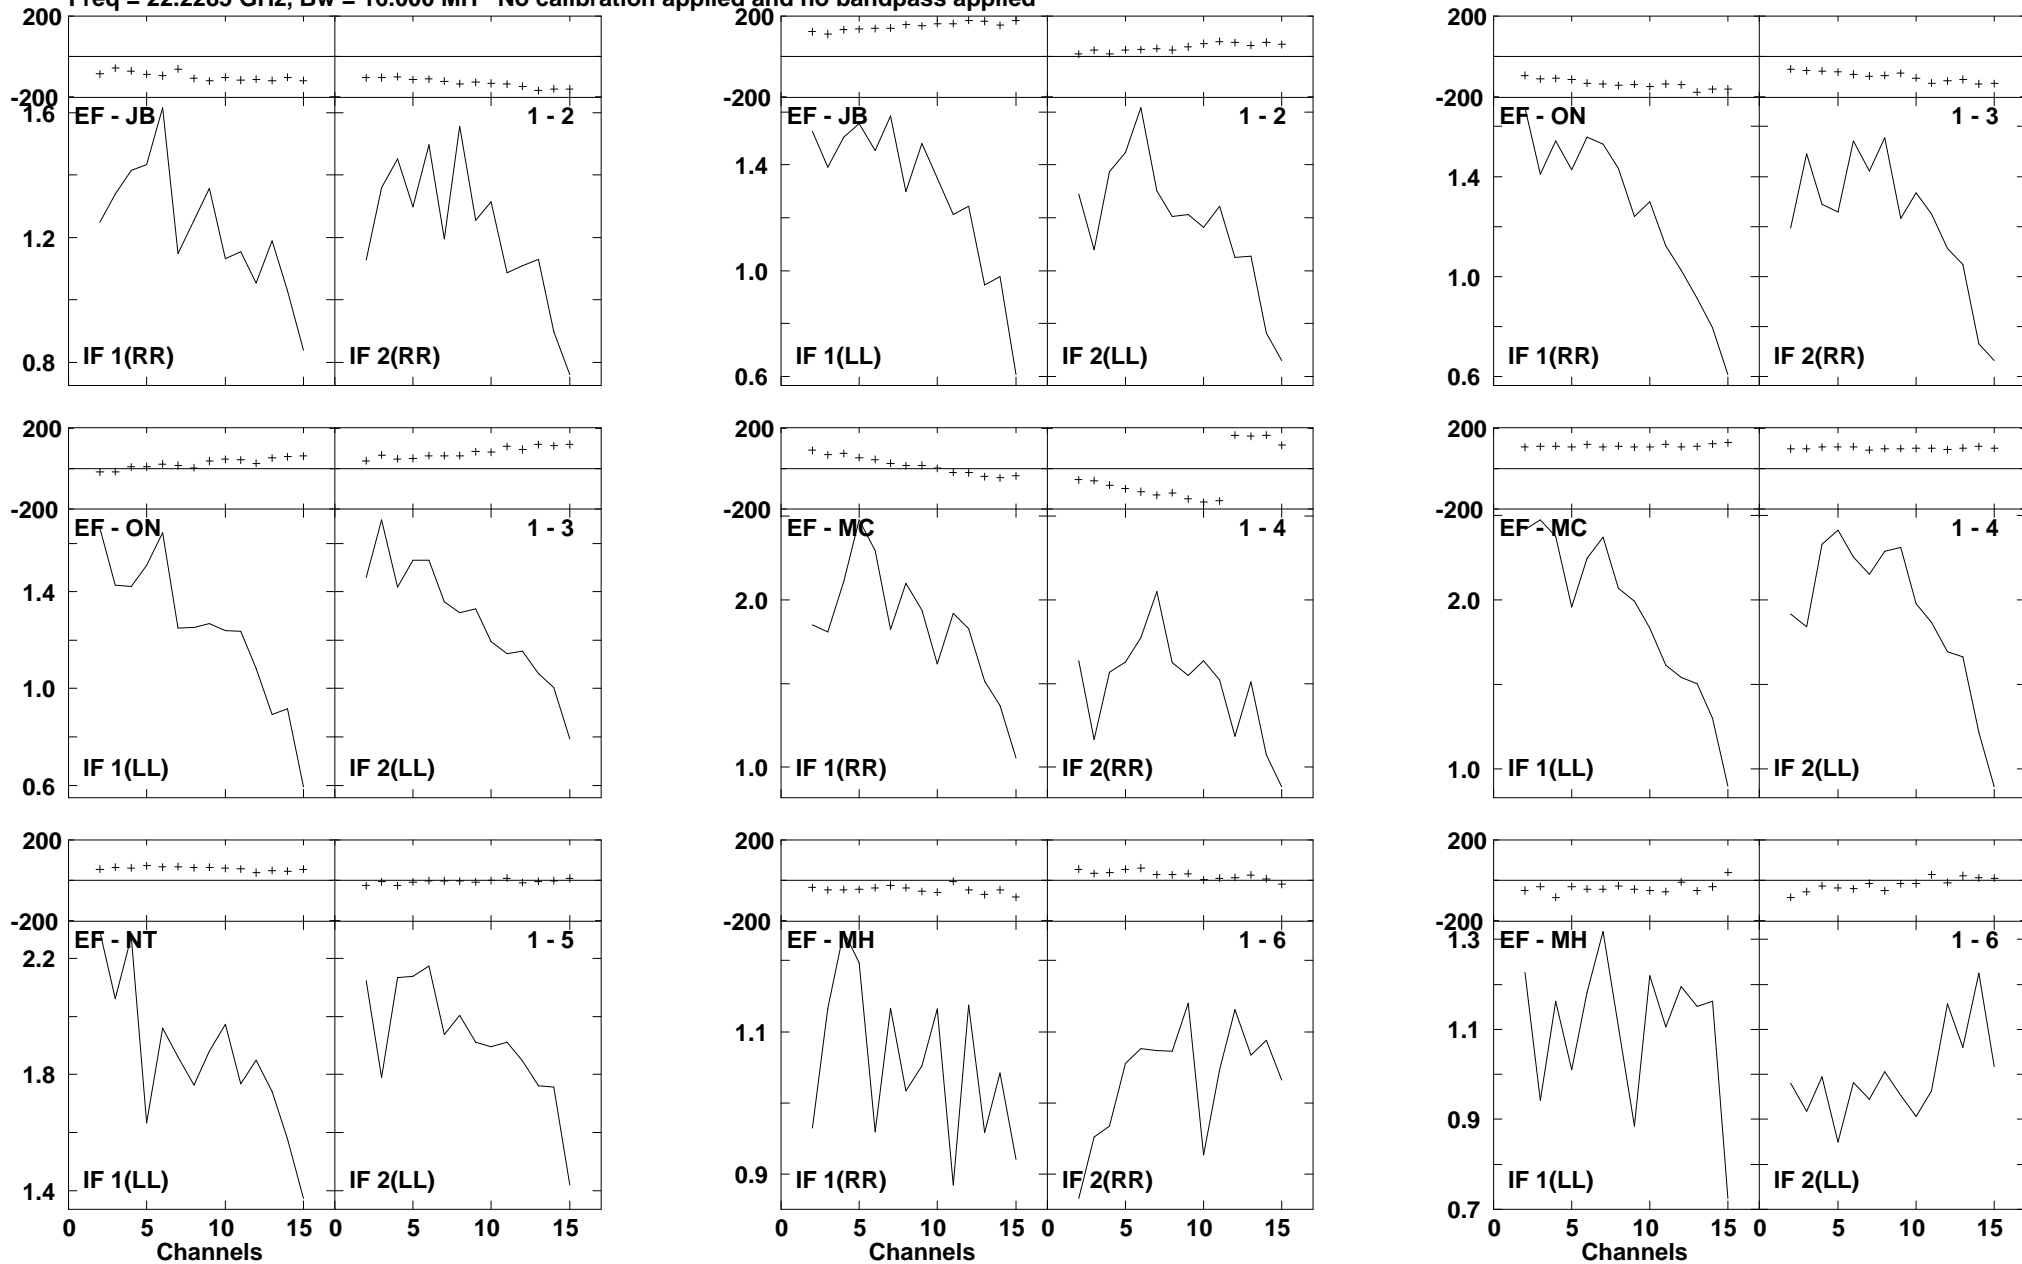 Freq = 22.2285 GHz, Bw = 16.000 MH No calibration applied and no bandpass applied
200 200 200
-200 -200 -200
EF - JB 1 - 2 EF - JB 1 - 2 EF - ON 1 - 3
1.6
1.4 1.4
1.2
1.0 1.0
0.8
0.6 0.6
IF 1(RR) IF 2(RR) IF 1(LL) IF 2(LL) IF 1(RR) IF 2(RR)
200 200 200
-200 -200 -200
EF - ON 1 - 3 EF - MC 1 - 4 EF - MC 1 - 4
1.4 2.0 2.0
1.0 1.0 1.0
0.6
IF 1(LL) IF 2(LL) IF 1(RR) IF 2(RR) IF 1(LL) IF 2(LL)
200 200 200
-200 -200 -200
EF - NT 1 - 5 EF - MH 1 - 6 EF - MH 1 - 6
2.2 1.3
1.8 1.1 1.1
0.9 0.9
1.4 0.7
IF 1(LL) IF 2(LL) IF 1(RR) IF 2(RR) IF 1(LL) IF 2(LL)
0 5 10 15 0 5 10 15 0 5 10 15 0 5 10 15 0 5 10 15 0 5 10 15
Channels Channels Channels